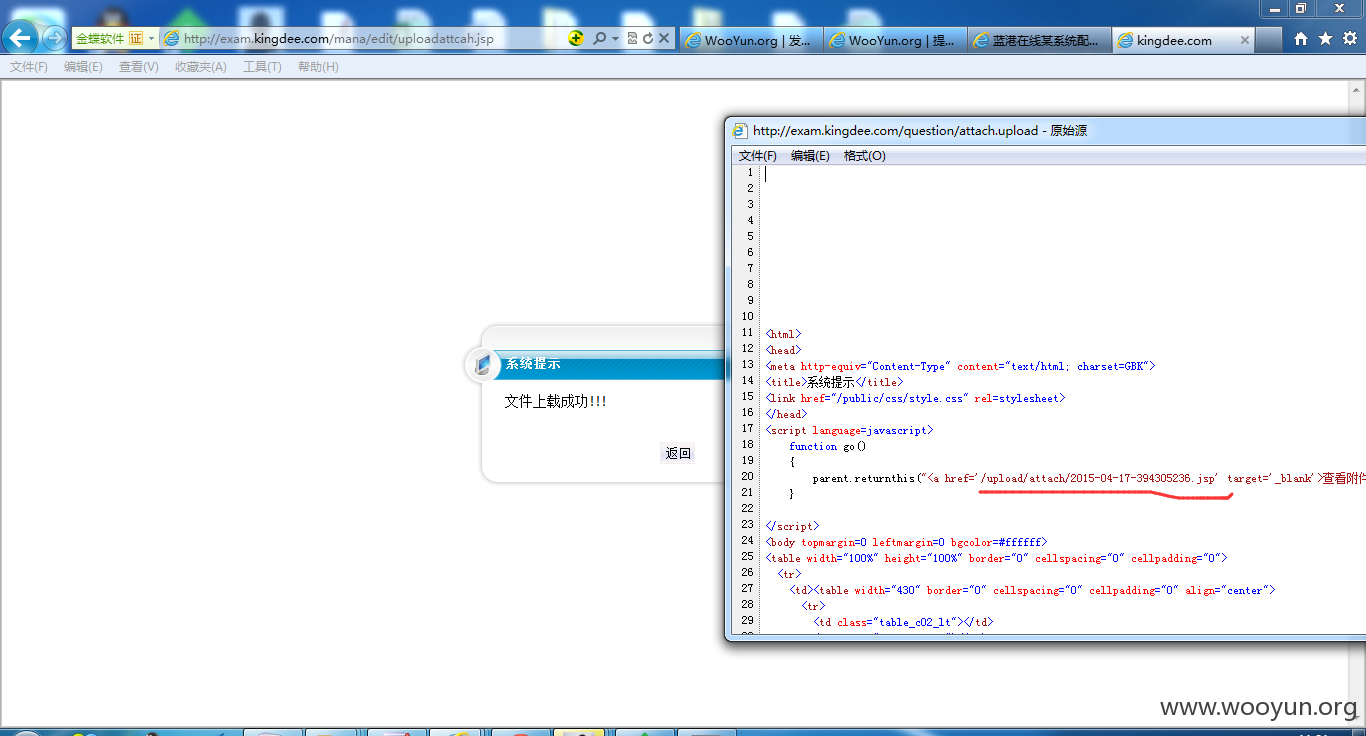 金蝶软件 证 http://exam.kingdee.com/mana/edit/uploadattcah.jsp
WooYun.org | 发... WooYun.org | 提... 蓝港在线某系统配... kingdee.com
文件(F) 编辑(E) 查看(V) 收藏夹(A) 工具(T) 帮助(H)
系统提示
文件上载成功!!!
返回
http://exam.kingdee.com/question/attach.upload - 原始源
文件(F) 编辑(E) 格式(O)
1
2
3
4
5
6
7
8
9
10
11 <html>
12 <head>
13 <meta http-equiv="Content-Type" content="text/html; charset=GBK">
14 <title>系统提示</title>
15 <link href="/public/css/style.css" rel=stylesheet>
16 </head>
17 <script language=javascript>
18 function go()
19 {
20 parent.returnthis("<a href='/upload/attach/2015-04-17-394305236.jsp' target='_blank'>查看附件
21 }
22
23 </script>
24 <body topmargin=0 leftmargin=0 bgcolor=#ffffff>
25 <table width="100%" height="100%" border="0" cellspacing="0" cellpadding="0">
26 <tr>
27 <td><table width="430" border="0" cellspacing="0" cellpadding="0" align="center">
28 <tr>
29 <td class="table_c02_lt"></td>
www.wooyun.org